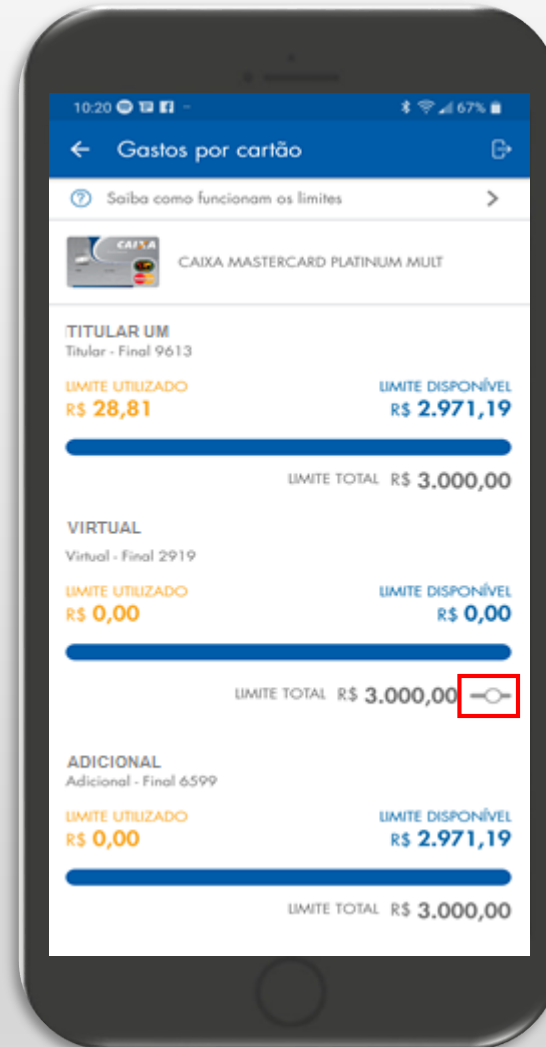 10:20 67%
Gastos por cartão
Saiba como funcionam os limites
CAIXA
CAIXA MASTERCARD PLATINUM MULT
TITULAR UM
Titular - Final 9613
LIMITE UTILIZADO LIMITE DISPONÍVEL
R$ 28,81 R$ 2.971,19
LIMITE TOTAL R$ 3.000,00
VIRTUAL
Virtual - Final 2919
LIMITE UTILIZADO LIMITE DISPONÍVEL
R$ 0,00 R$ 0,00
LIMITE TOTAL R$ 3.000,00
ADICIONAL
Adicional - Final 6599
LIMITE UTILIZADO LIMITE DISPONÍVEL
R$ 0,00 R$ 2.971,19
LIMITE TOTAL R$ 3.000,00